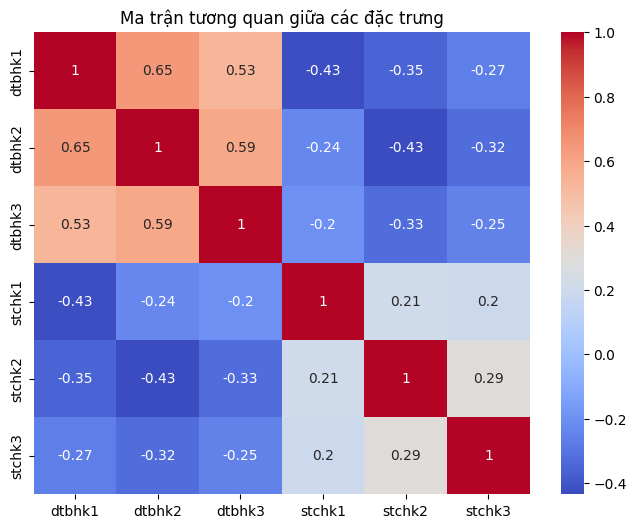 Ma trận tương quan giữa các đặc trưng
dtbhk1 1 0.65 0.53 -0.43 -0.35 -0.27
dtbhk2 0.65 1 0.59 -0.24 -0.43 -0.32
dtbhk3 0.53 0.59 1 -0.2 -0.33 -0.25
stchk1 -0.43 -0.24 -0.2 1 0.21 0.2
stchk2 -0.35 -0.43 -0.33 0.21 1 0.29
stchk3 -0.27 -0.32 -0.25 0.2 0.29 1
dtbhk1 dtbhk2 dtbhk3 stchk1 stchk2 stchk3
1.0
0.8
0.6
0.4
0.2
0.0
−0.2
−0.4